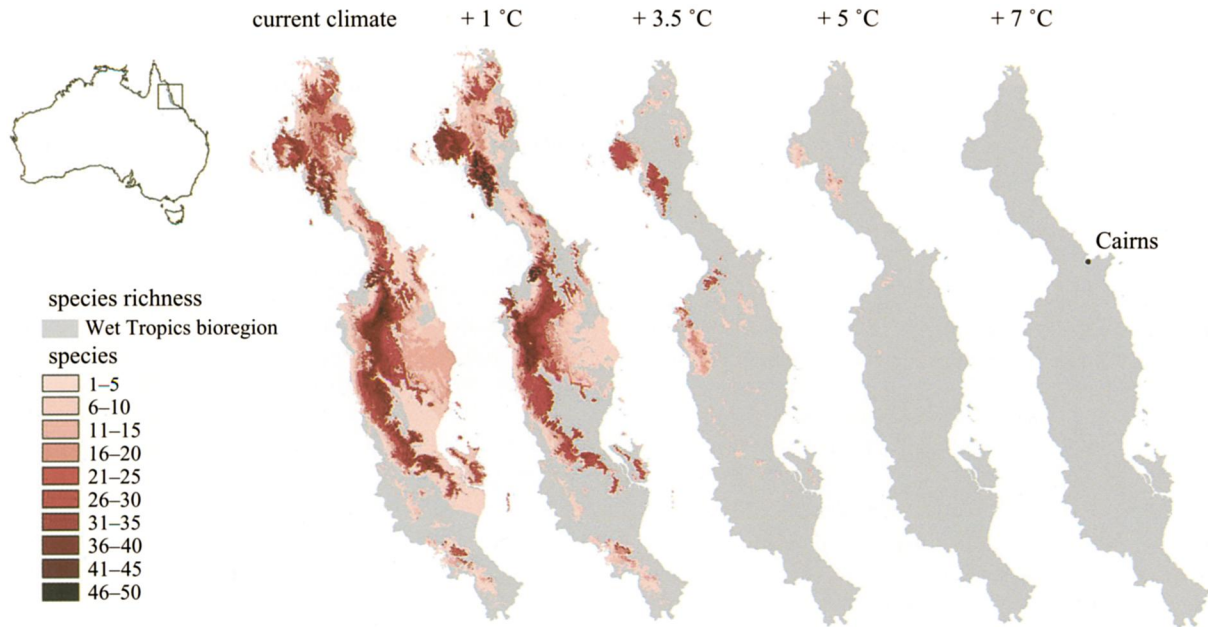 current climate
+ 1 ˚C
+ 3.5 ˚C
+ 5 ˚C
+ 7 ˚C
Cairns
species richness
Wet Tropics bioregion
species
1–5
6–10
11–15
16–20
21–25
26–30
31–35
36–40
41–45
46–50